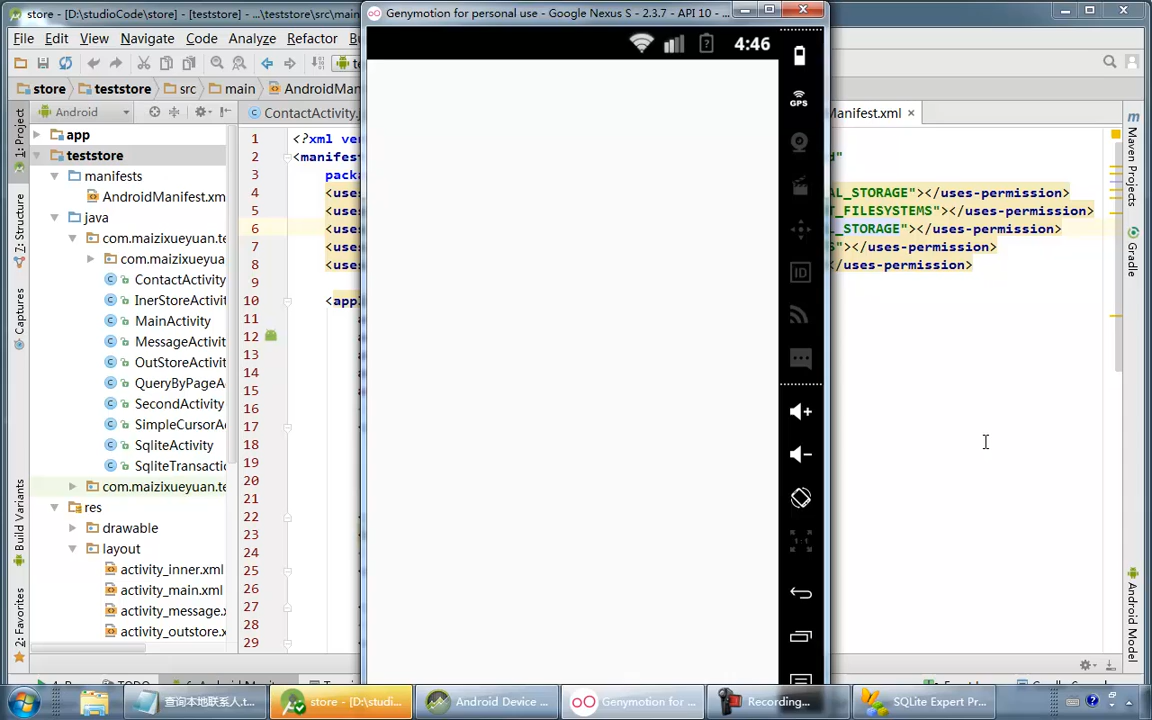 store - [D:\studioCode\store] - [teststore] - ...\teststore\src\main
Genymotion for personal use - Google Nexus S - 2.3.7 - API 10 - ...
File Edit View Navigate Code Analyze Refactor
4:46
GPS
store teststore src main AndroidMan
Android
ContactActivity.
Manifest.xml
1: Project
7: Structure
Captures
Build Variants
2: Favorites
app
teststore
manifests
AndroidManifest.xm
java
com.maizixueyuan.te
com.maizixueyua
ContactActivity
InerStoreActivit
MainActivity
MessageActivit
OutStoreActivit
QueryByPageA
SecondActivity
SimpleCursorA
SqliteActivity
SqliteTransacti
com.maizixueyuan.te
res
drawable
layout
activity_inner.xml
activity_main.xml
activity_message.x
activity_outstore.x
1 <?xml ver
2 <manifes
3 packa
4 <uses AL_STORAGE"></uses-permission>
5 <uses T_FILESYSTEMS"></uses-permission>
6 <uses L_STORAGE"></uses-permission>
7 <uses S"></uses-permission>
8 <uses </uses-permission>
9
10 <appl
11
12
13
14
15
16
17
18
19
20
21
22
23
24
25
26
27
28
29
ID
1:1
Maven Projects
Gradle
Android Model
TODO
查询本地联系人.t...
store - [D:\studi...
Android Device ...
Genymotion for ...
Recording...
SQLite Expert Pr...